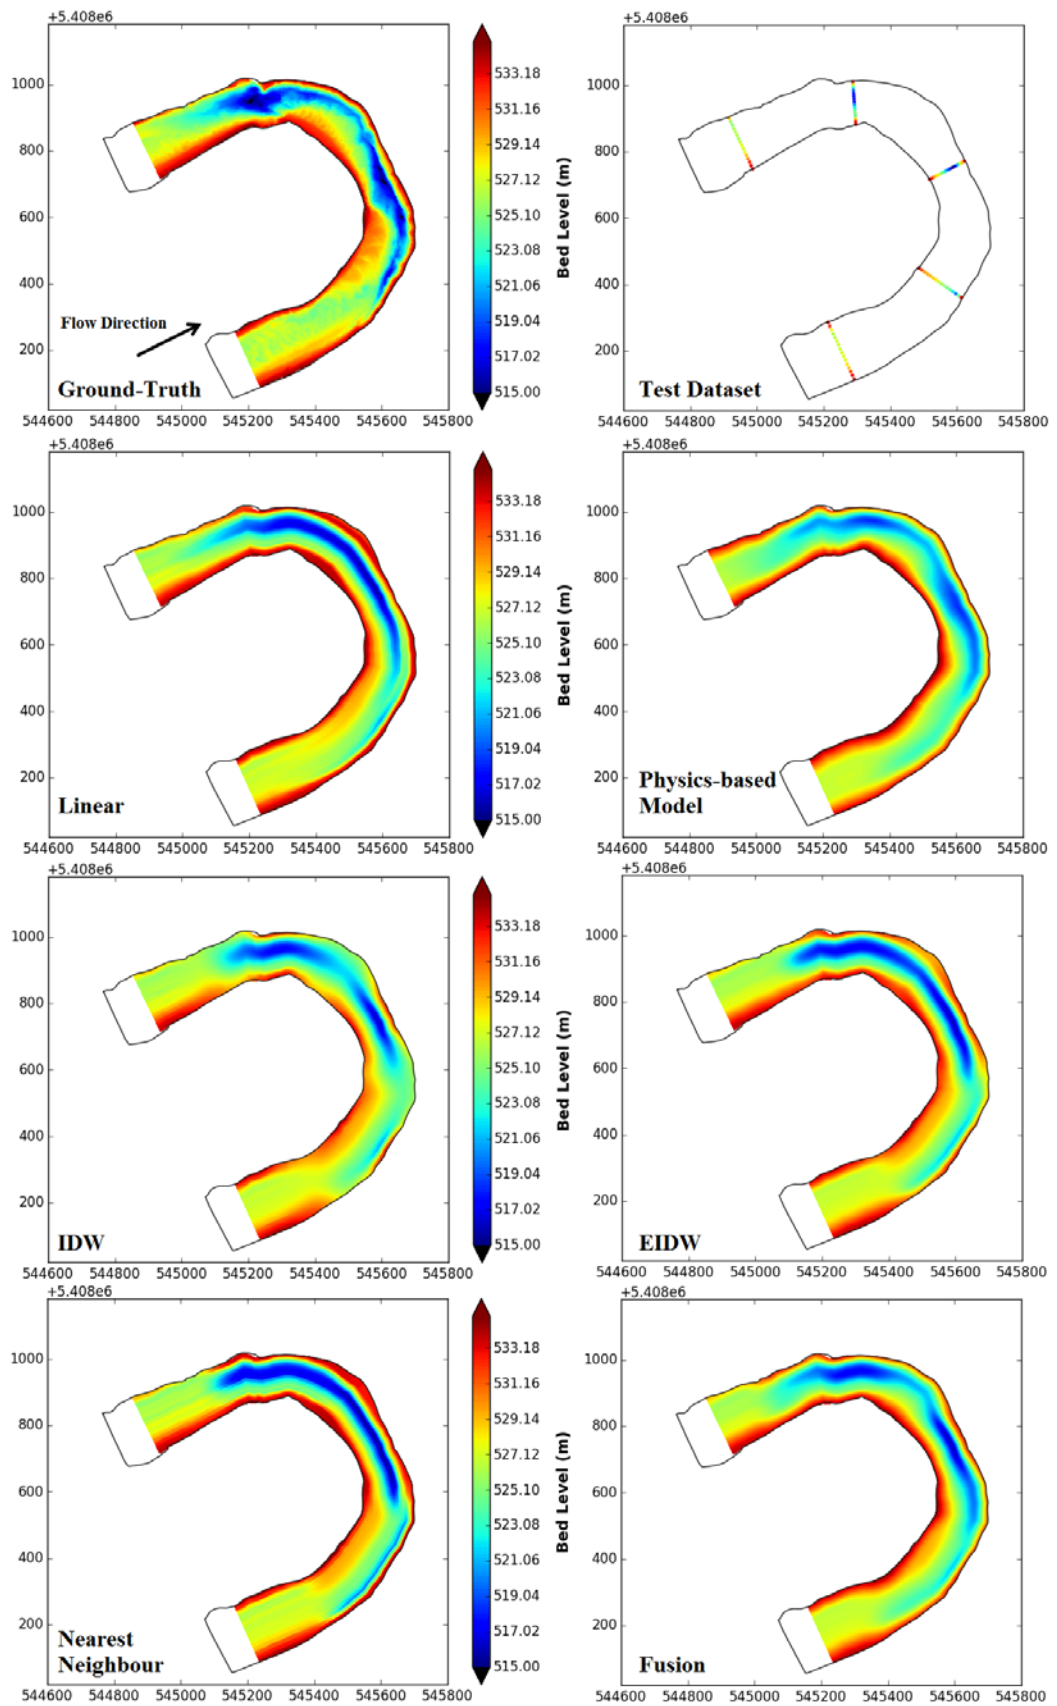 +5.408e6
1000
800
600
400
200
Flow Direction
Ground-Truth
544600 544800 545000 545200 545400 545600 545800
533.18
531.16
529.14
527.12
525.10
523.08
521.06
519.04
517.02
515.00
Bed Level (m)
+5.408e6
1000
800
600
400
200
Test Dataset
544600 544800 545000 545200 545400 545600 545800
+5.408e6
1000
800
600
400
200
Linear
544600 544800 545000 545200 545400 545600 545800
533.18
531.16
529.14
527.12
525.10
523.08
521.06
519.04
517.02
515.00
Bed Level (m)
+5.408e6
1000
800
600
400
200
Physics-based
Model
544600 544800 545000 545200 545400 545600 545800
+5.408e6
1000
800
600
400
200
IDW
544600 544800 545000 545200 545400 545600 545800
533.18
531.16
529.14
527.12
525.10
523.08
521.06
519.04
517.02
515.00
Bed Level (m)
+5.408e6
1000
800
600
400
200
EIDW
544600 544800 545000 545200 545400 545600 545800
+5.408e6
1000
800
600
400
200
Nearest
Neighbour
544600 544800 545000 545200 545400 545600 545800
533.18
531.16
529.14
527.12
525.10
523.08
521.06
519.04
517.02
515.00
Bed Level (m)
+5.408e6
1000
800
600
400
200
Fusion
544600 544800 545000 545200 545400 545600 545800